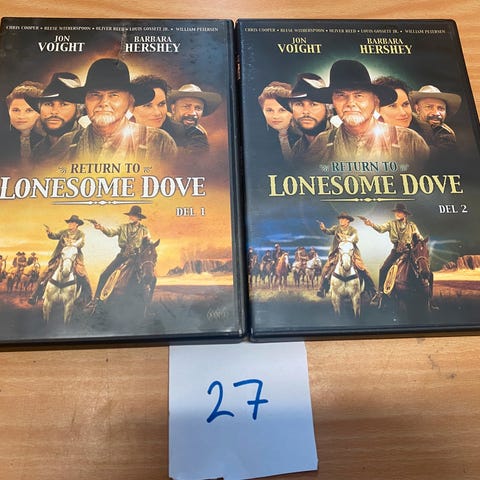 CHRIS COOPER • REESE WITHERSPOON • OLIVER REED • LOUIS GOSSETT JR. • WILLIAM PETERSEN
JON VOIGHT
BARBARA HERSHEY
RETURN TO
LONESOME DOVE
DEL 1
CHRIS COOPER • REESE WITHERSPOON • OLIVER REED • LOUIS GOSSETT JR. • WILLIAM PETERSEN
JON VOIGHT
BARBARA HERSHEY
RETURN TO
LONESOME DOVE
DEL 2
27